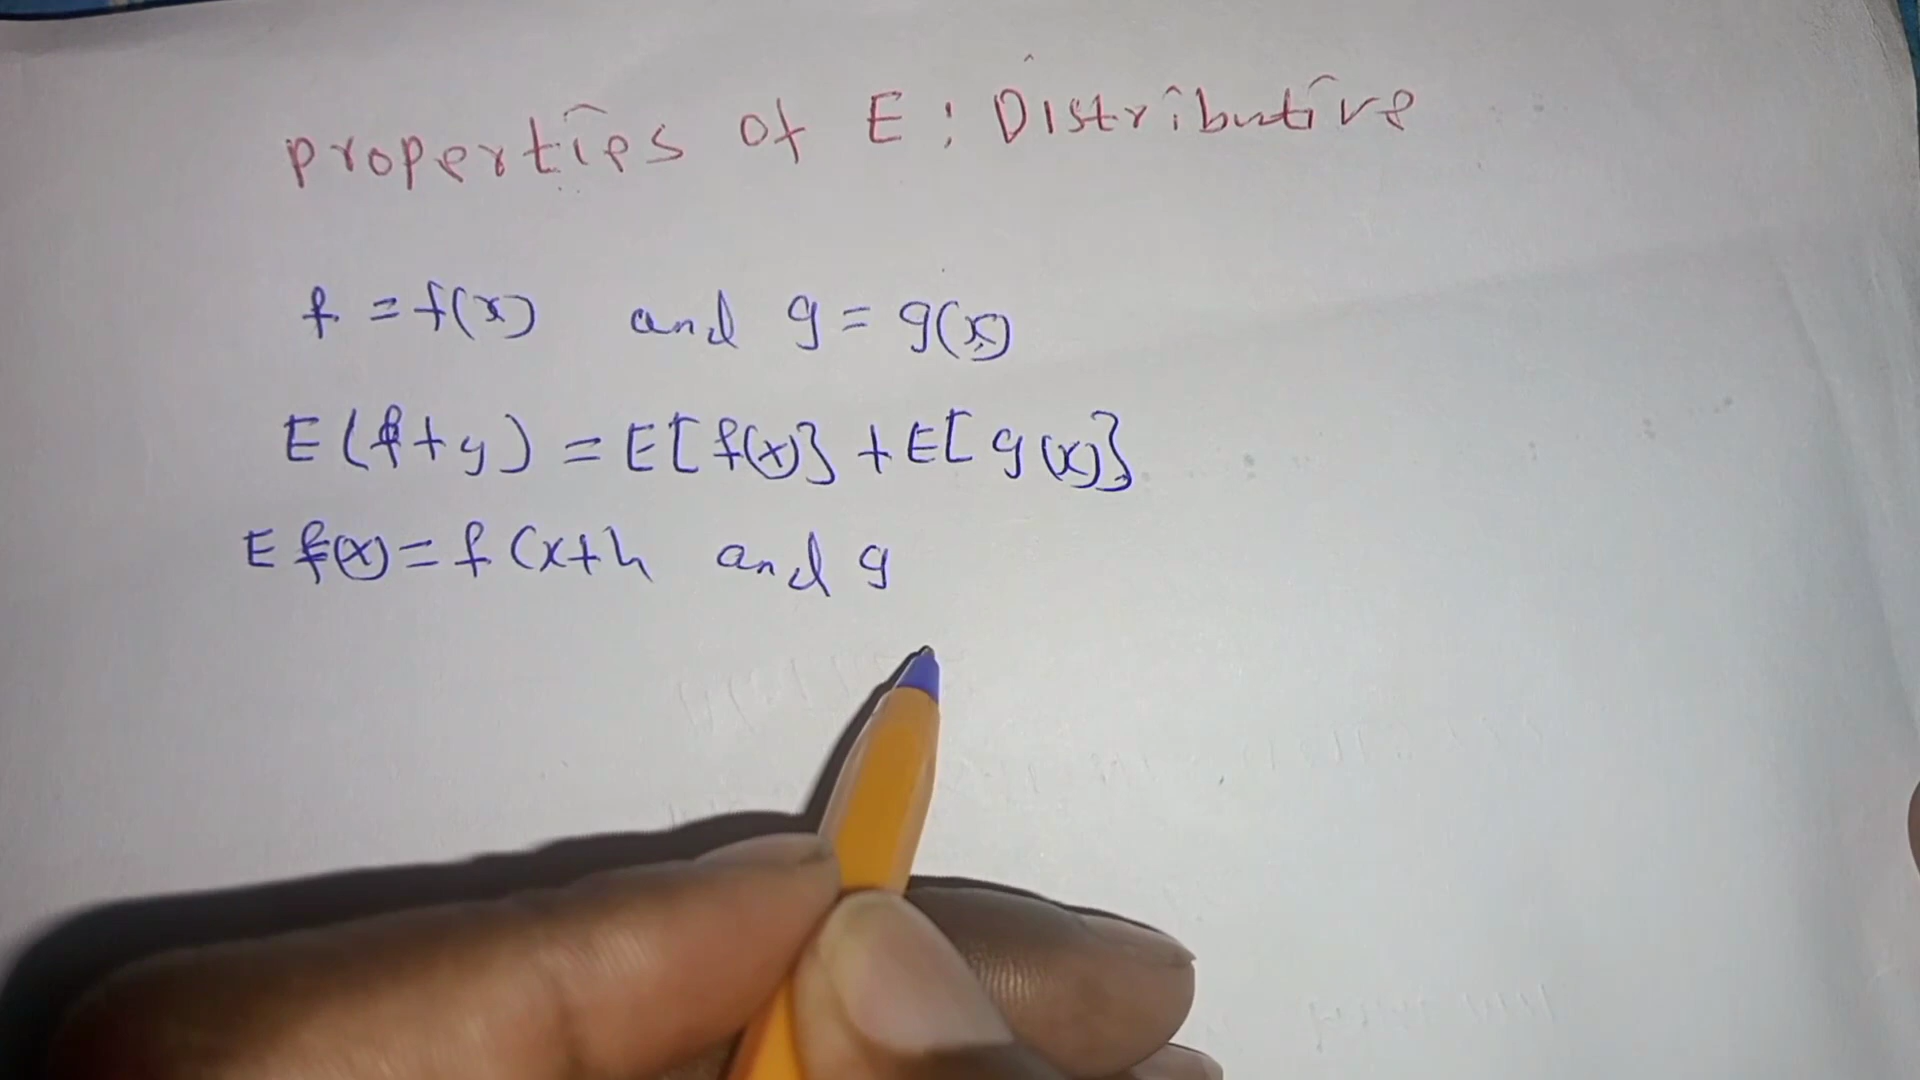 Properties of E : Distributive
f = f(x) and g = g(x)
E(f+y) = E[f(x)} + E[g(x)}
E f(x) = f(x+h and g